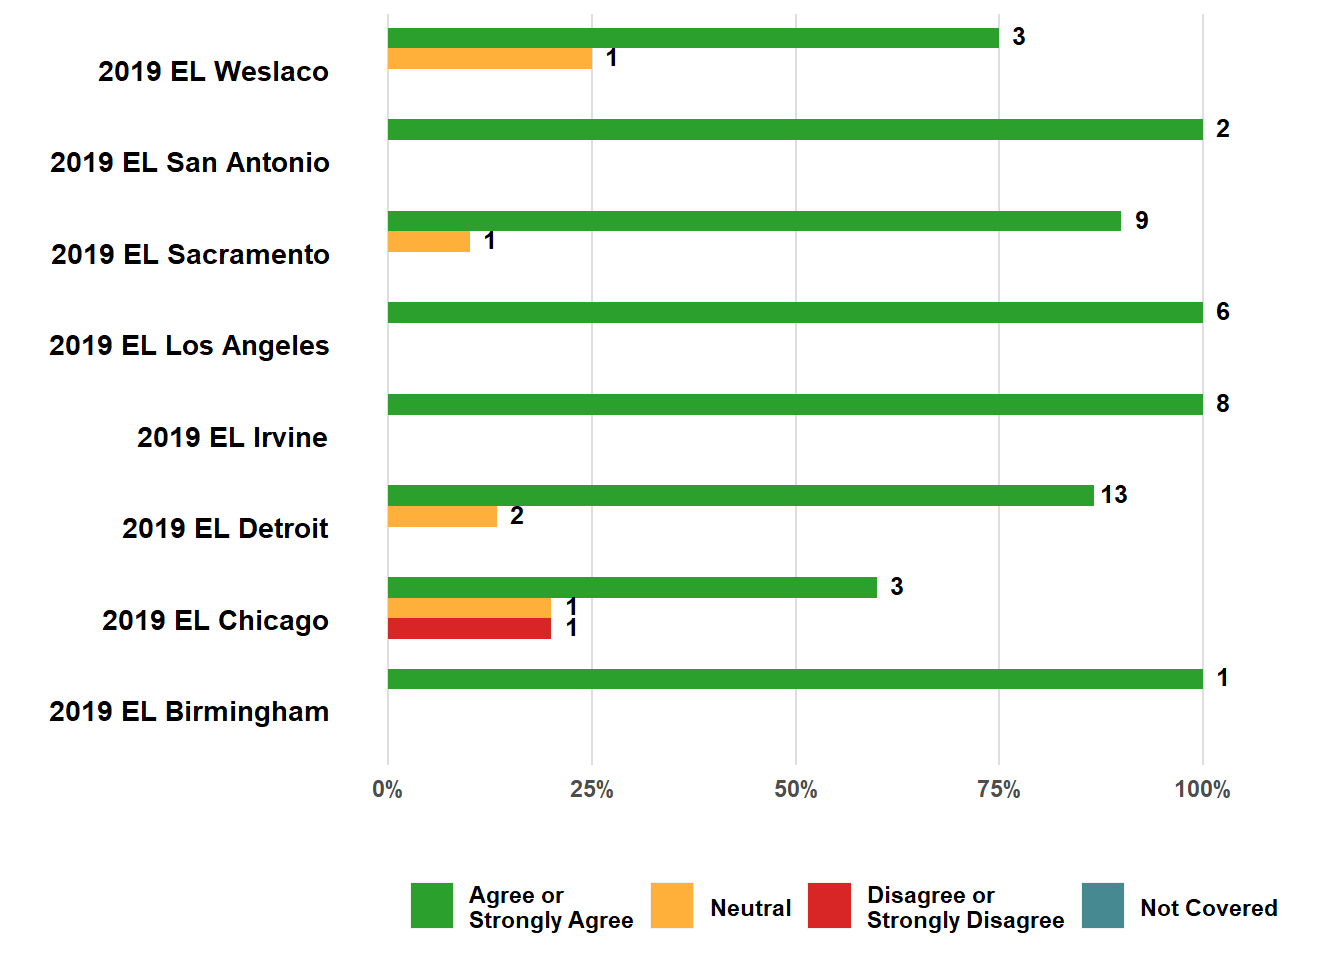 3
1
2019 EL Weslaco
2
2019 EL San Antonio
9
1
2019 EL Sacramento
6
2019 EL Los Angeles
8
2019 EL Irvine
13
2
2019 EL Detroit
3
1
2019 EL Chicago
1
1
2019 EL Birmingham
0% 25% 50% 75% 100%
Agree or
Strongly Agree
Neutral
Disagree or
Strongly Disagree
Not Covered